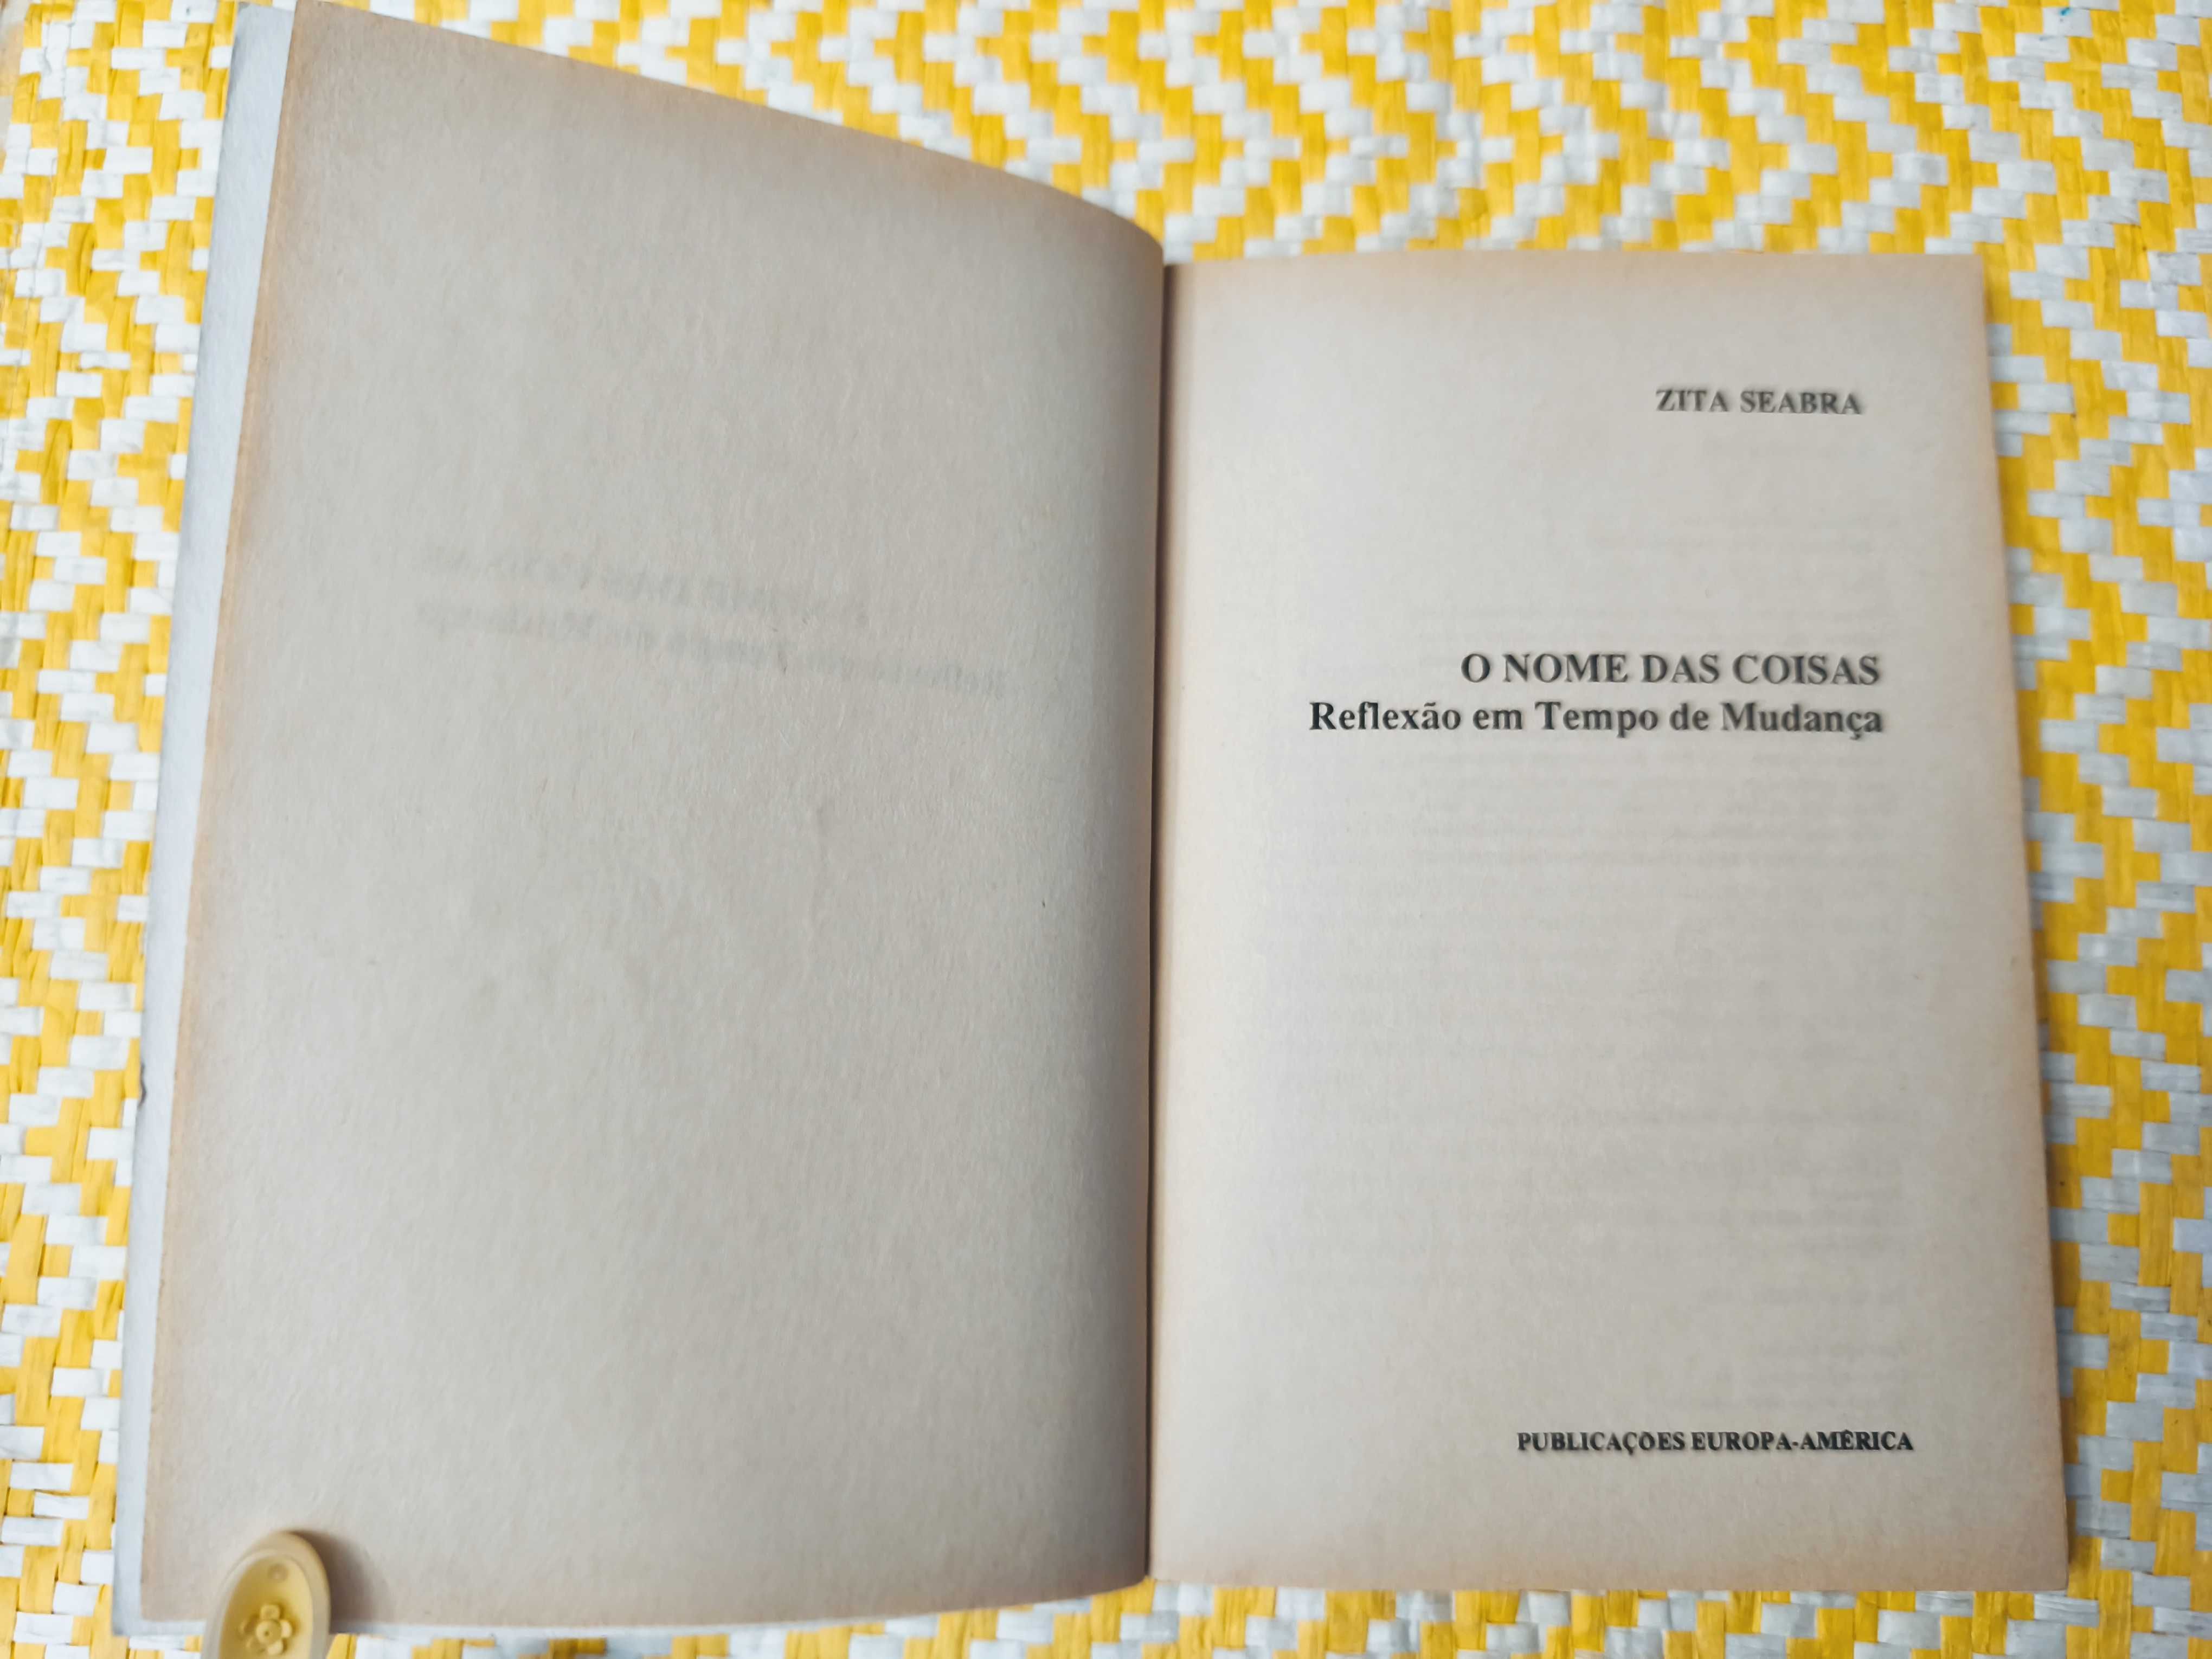 ZITA SEABRA
O NOME DAS COISAS
Reflexão em Tempo de Mudança
PUBLICAÇÕES EUROPA-AMÉRICA